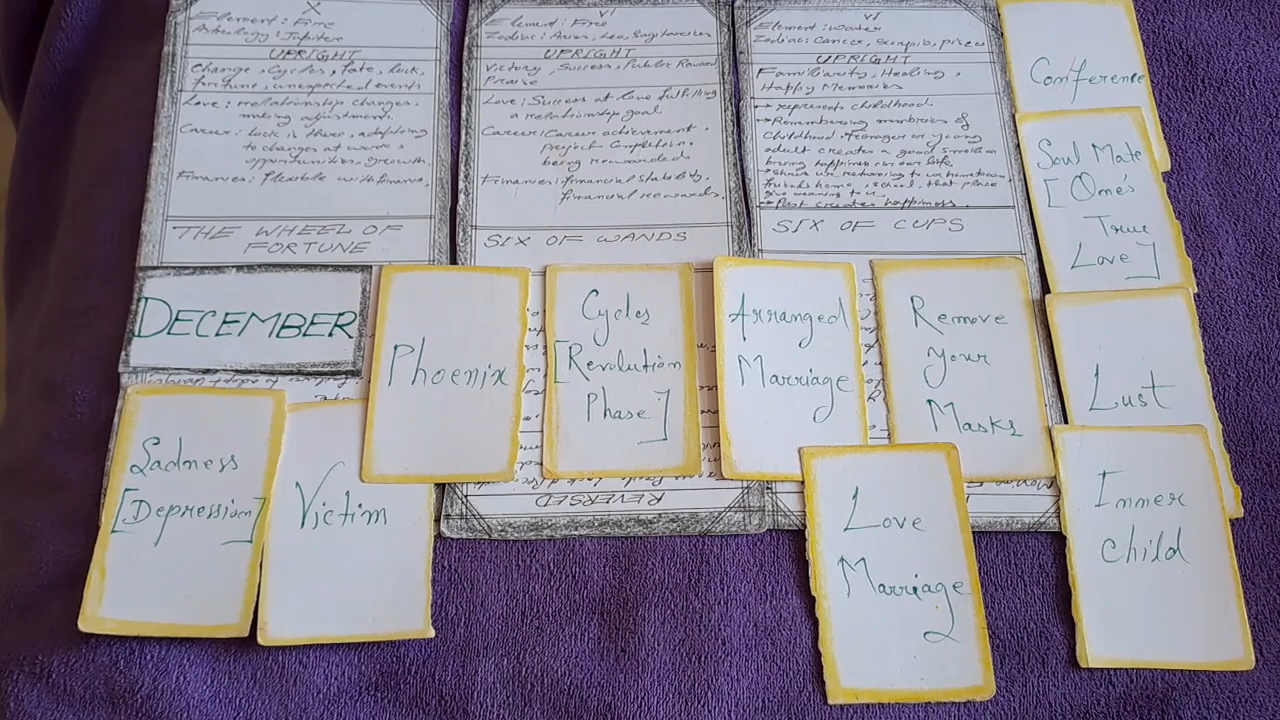 X
Element: Fire
Astrology: Jupiter
UPRIGHT
Change, Cycles, fate, luck,
fortune, unexpected events
Love: relationship changes,
making adjustment.
Career: luck is there, adapting
to changes at work,
opportunities, growth
Finances: flexible with finance,
THE WHEEL OF
FORTUNE
VI
Element: Fire
Zodiac: Aries, Leo, Sagittarius
UPRIGHT
Victory, Success, Public Reward
Praise
Love: Success at love fulfilling
a relationship goal
Career: Career achievement,
project Completion,
being rewarded
Finances: financial stability,
financial rewards.
SIX OF WANDS
VI
Element: Water
Zodiac: Cancer, Scorpio, Pisces
UPRIGHT
Familiarity, Healing,
Happy Memories
represents childhood
Remembering memories of
childhood, teenager or young
adult creates a good smile or
bring happiness in our life
us returning to our hometown
friends home, school, that place
give meaning to
Past creates happiness.
SIX OF CUPS
Conference
Soul Mate
[One's
True
Love]
Lust
Inner
Child
DECEMBER
Phoenix
Cycles
[Revolution
Phase]
Arranged
Marriage
Remove
your
Masks
Sadness
[Depression]
Victim
Love
Marriage
REVERSED